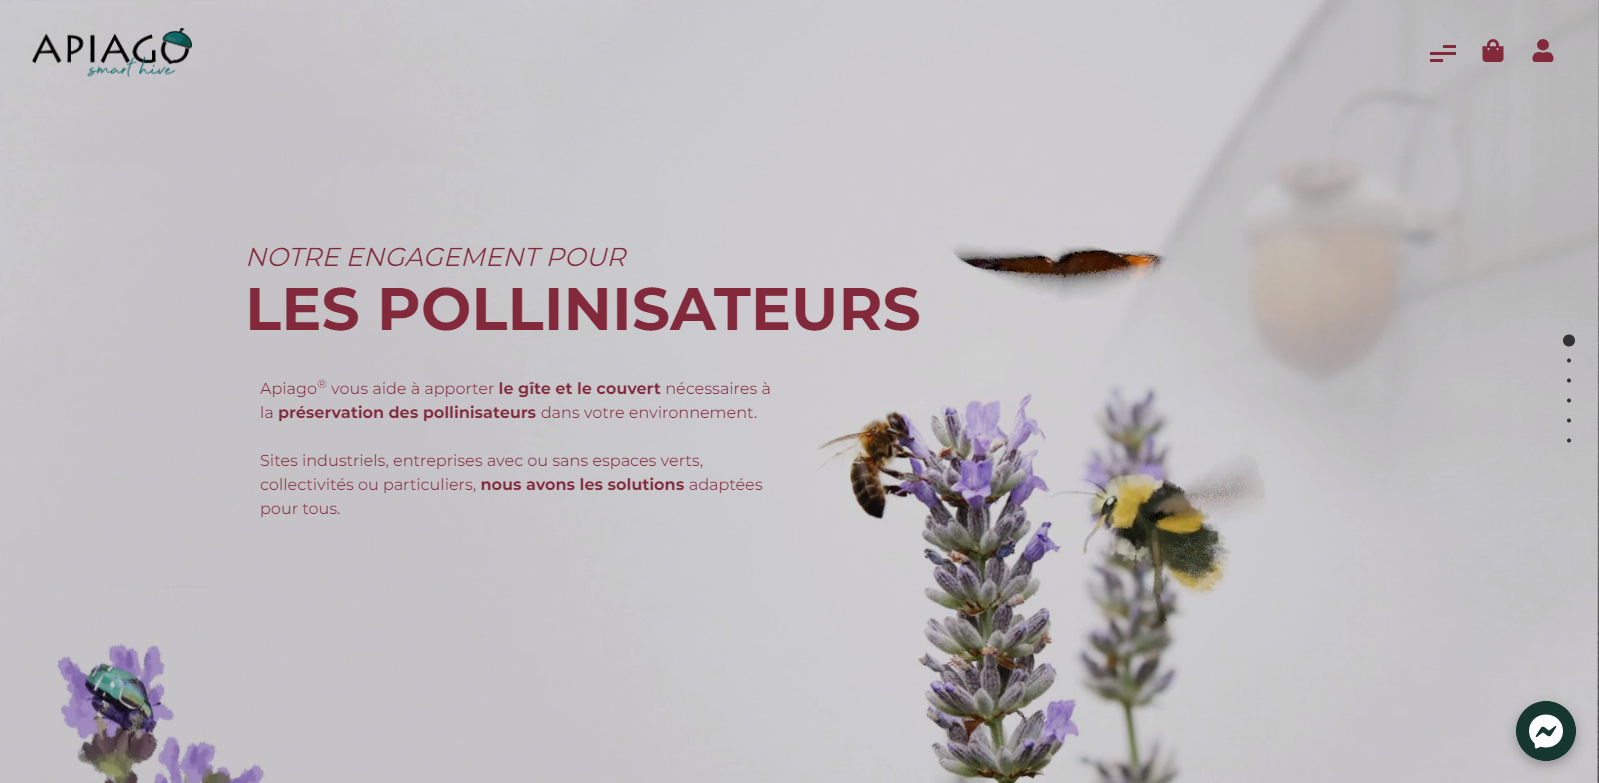 APIAGO
smart hive
NOTRE ENGAGEMENT POUR
LES POLLINISATEURS
Apiago® vous aide à apporter le gîte et le couvert nécessaires à
la préservation des pollinisateurs dans votre environnement.
Sites industriels, entreprises avec ou sans espaces verts,
collectivités ou particuliers, nous avons les solutions adaptées
pour tous.